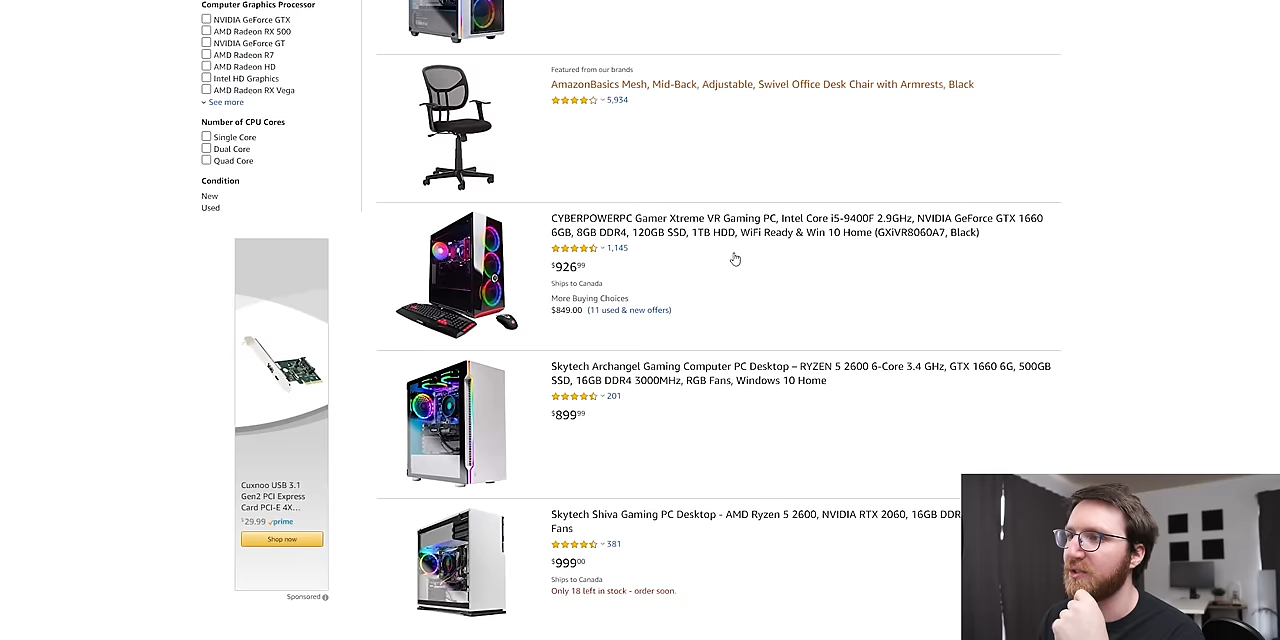 Computer Graphics Processor
NVIDIA GeForce GTX
AMD Radeon RX 500
NVIDIA GeForce GT
AMD Radeon R7
AMD Radeon HD
Intel HD Graphics
AMD Radeon RX Vega
See more
Number of CPU Cores
Single Core
Dual Core
Quad Core
Condition
New
Used
Cuxnoo USB 3.1
Gen2 PCI Express
Card PCI-E 4X...
$29.99 prime
Shop now
Sponsored
Featured from our brands
AmazonBasics Mesh, Mid-Back, Adjustable, Swivel Office Desk Chair with Armrests, Black
5,934
CYBERPOWERPC Gamer Xtreme VR Gaming PC, Intel Core i5-9400F 2.9GHz, NVIDIA GeForce GTX 1660
6GB, 8GB DDR4, 120GB SSD, 1TB HDD, WiFi Ready & Win 10 Home (GXiVR8060A7, Black)
1,145
$92699
Ships to Canada
More Buying Choices
$849.00 (11 used & new offers)
Skytech Archangel Gaming Computer PC Desktop – RYZEN 5 2600 6-Core 3.4 GHz, GTX 1660 6G, 500GB
SSD, 16GB DDR4 3000MHz, RGB Fans, Windows 10 Home
201
$89999
Skytech Shiva Gaming PC Desktop - AMD Ryzen 5 2600, NVIDIA RTX 2060, 16GB DDR
Fans
381
$99900
Ships to Canada
Only 18 left in stock - order soon.